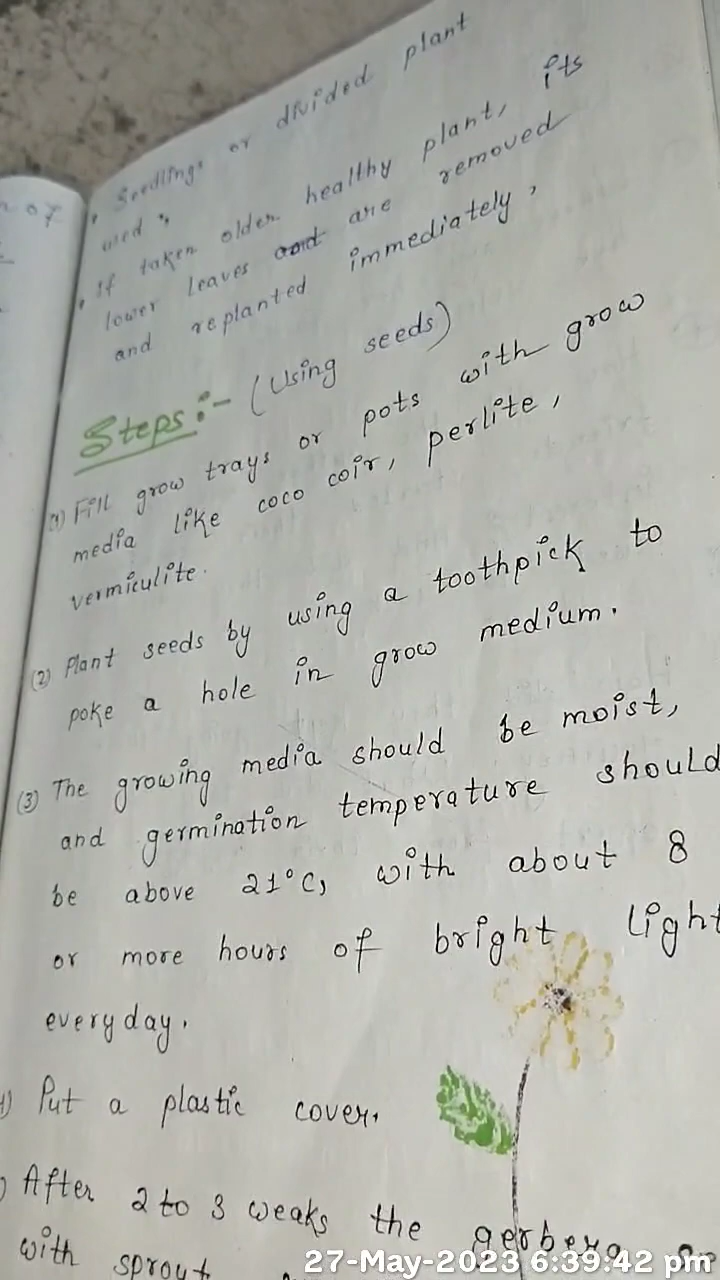 • Seedlings or divided plant
used.
• If taken older healthy plant, its
lower leaves are removed
and replanted immediately,
Steps:- (Using seeds)
(1) Fill grow trays or pots with grow
media like coco coir, perlite,
vermiculite.
(2) Plant seeds by using a toothpick to
poke a hole in grow medium.
(3) The growing media should be moist,
and germination temperature should
be above 21°C, with about 8
or more hours of bright light
everyday.
Put a plastic cover.
After 2 to 3 weaks the gerbera
with sprout
27-May-2023 6:39:42 pm